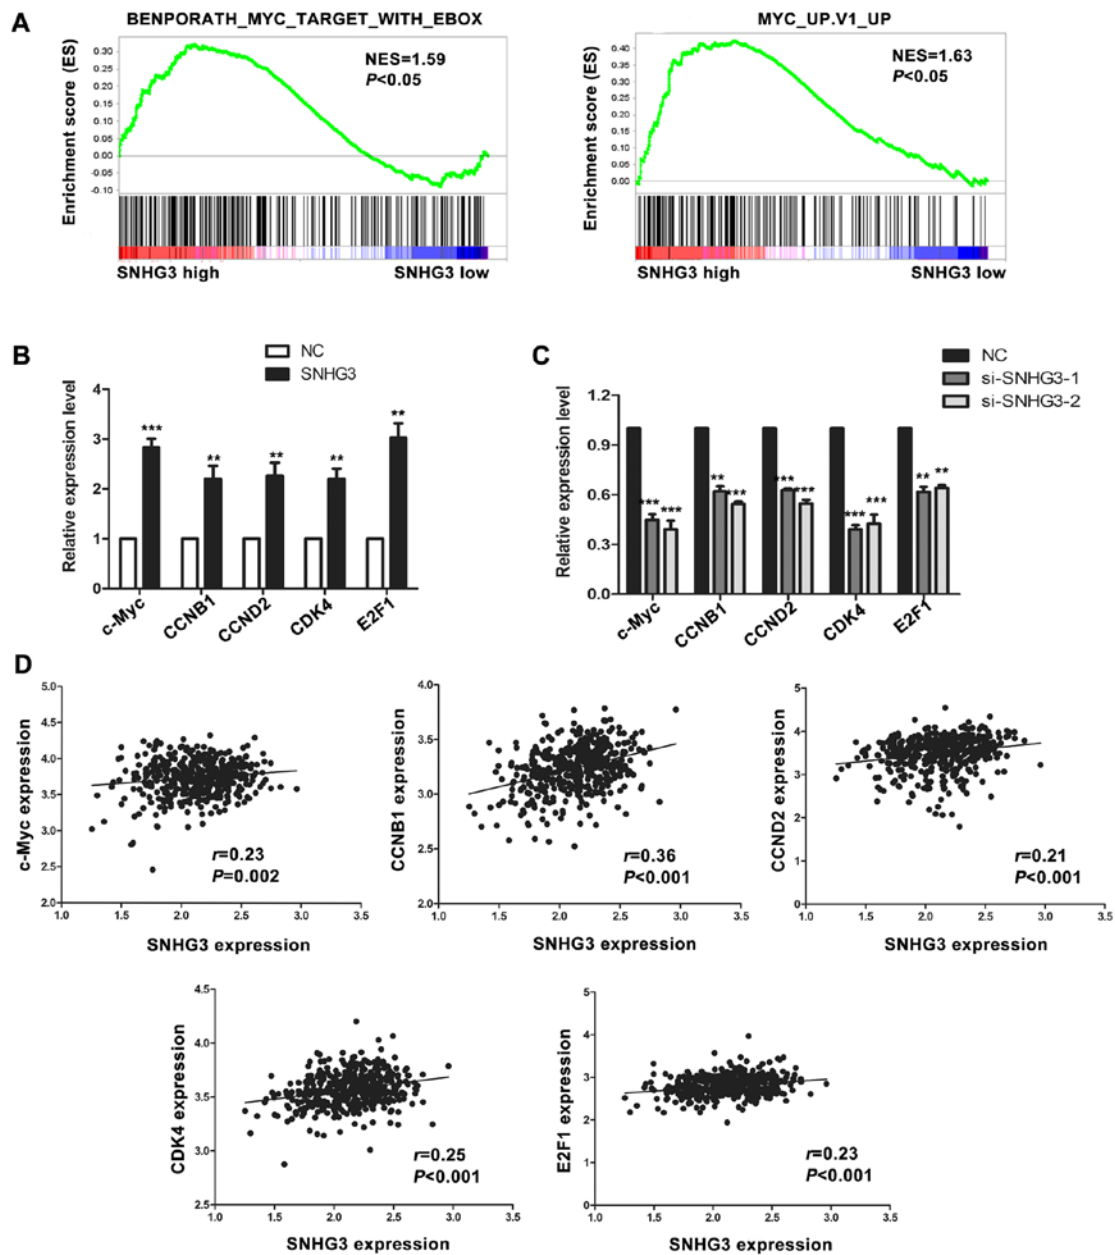 A
BENPORATH_MYC_TARGET_WITH_EBOX
Enrichment score (ES)
0.30
0.25
0.20
0.15
0.10
0.05
0.00
-0.05
-0.10
NES=1.59
P<0.05
SNHG3 high
SNHG3 low
MYC_UP.V1_UP
Enrichment score (ES)
0.40
0.30
0.20
0.10
0.00
NES=1.63
P<0.05
SNHG3 high
SNHG3 low
B
NC
SNHG3
Relative expression level
4
3
2
1
0
***
**
**
**
**
c-Myc
CCNB1
CCND2
CDK4
E2F1
C
NC
si-SNHG3-1
si-SNHG3-2
Relative expression level
1.2
0.9
0.6
0.3
0.0
***
***
**
***
***
***
***
***
**
**
c-Myc
CCNB1
CCND2
CDK4
E2F1
D
c-Myc expression
5.0
4.5
4.0
3.5
3.0
2.5
2.0
r=0.23
P=0.002
1.0 1.5 2.0 2.5 3.0 3.5
SNHG3 expression
CCNB1 expression
4.0
3.5
3.0
2.5
2.0
r=0.36
P<0.001
1.0 1.5 2.0 2.5 3.0 3.5
SNHG3 expression
CCND2 expression
5
4
3
2
1
0
r=0.21
P<0.001
1.0 1.5 2.0 2.5 3.0 3.5
SNHG3 expression
CDK4 expression
4.5
4.0
3.5
3.0
2.5
r=0.25
P<0.001
1.0 1.5 2.0 2.5 3.0 3.5
SNHG3 expression
E2F1 expression
5
4
3
2
1
0
r=0.23
P<0.001
1.0 1.5 2.0 2.5 3.0 3.5
SNHG3 expression